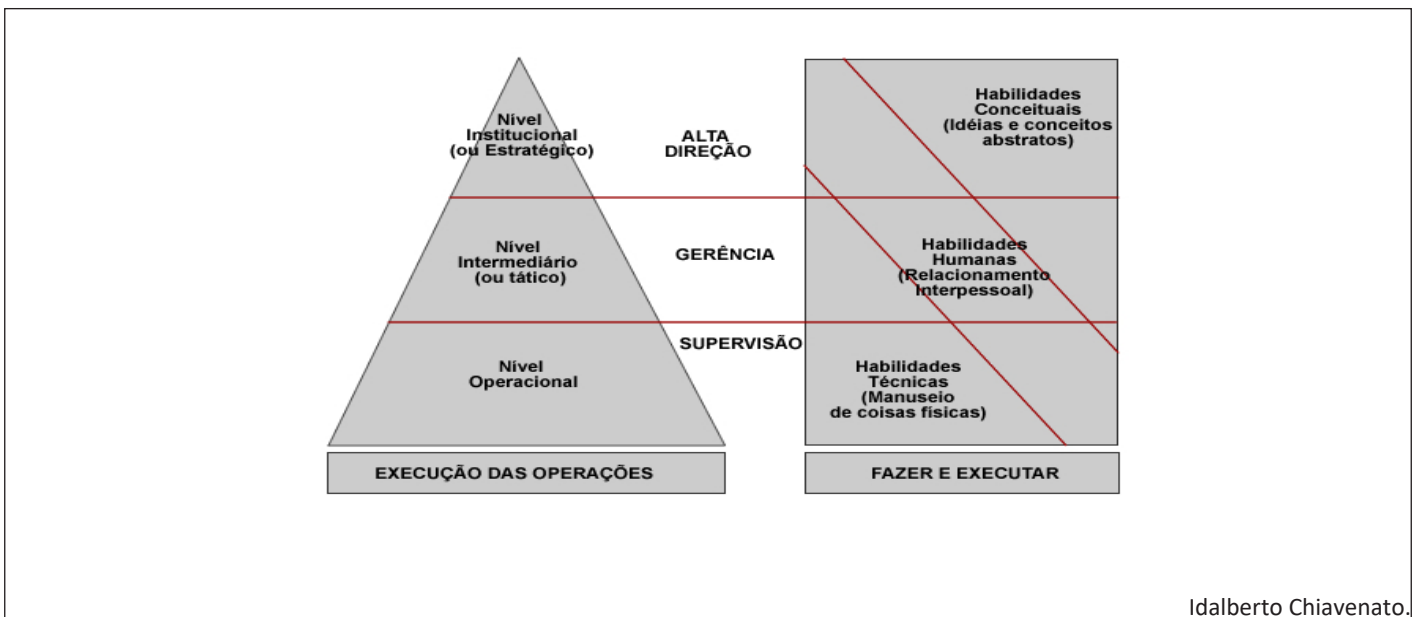 Nível
Institucional
(ou Estratégico)
ALTA
DIREÇÃO
Habilidades
Conceituais
(Idéias e conceitos
abstratos)
Nível
Intermediário
(ou tático)
GERÊNCIA
Habilidades
Humanas
(Relacionamento
Interpessoal)
SUPERVISÃO
Nível
Operacional
Habilidades
Técnicas
(Manuseio
de coisas físicas)
EXECUÇÃO DAS OPERAÇÕES
FAZER E EXECUTAR
Idalberto Chiavenato.